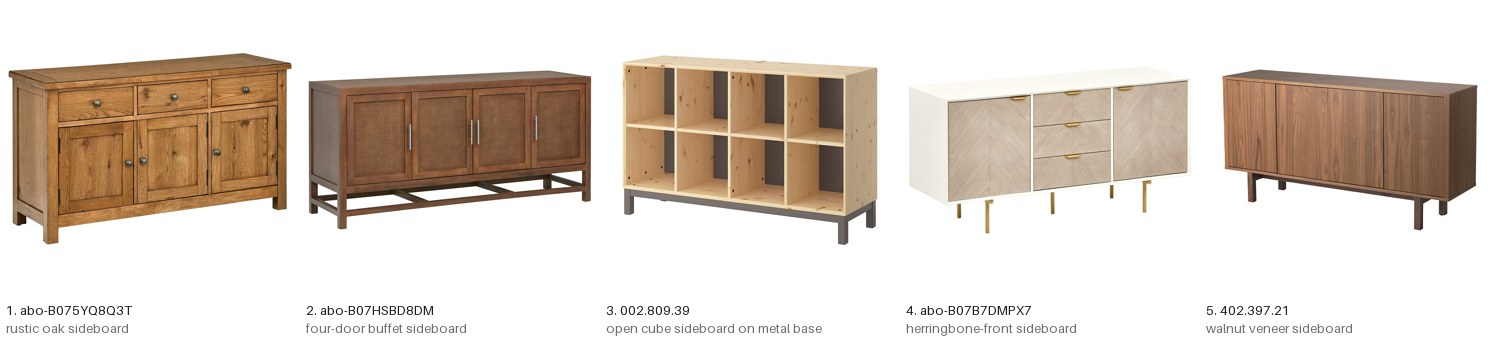 1. abo-B075YQ8Q3T
rustic oak sideboard
2. abo-B07HSBD8DM
four-door buffet sideboard
3. 002.809.39
open cube sideboard on metal base
4. abo-B07B7DMPX7
herringbone-front sideboard
5. 402.397.21
walnut veneer sideboard